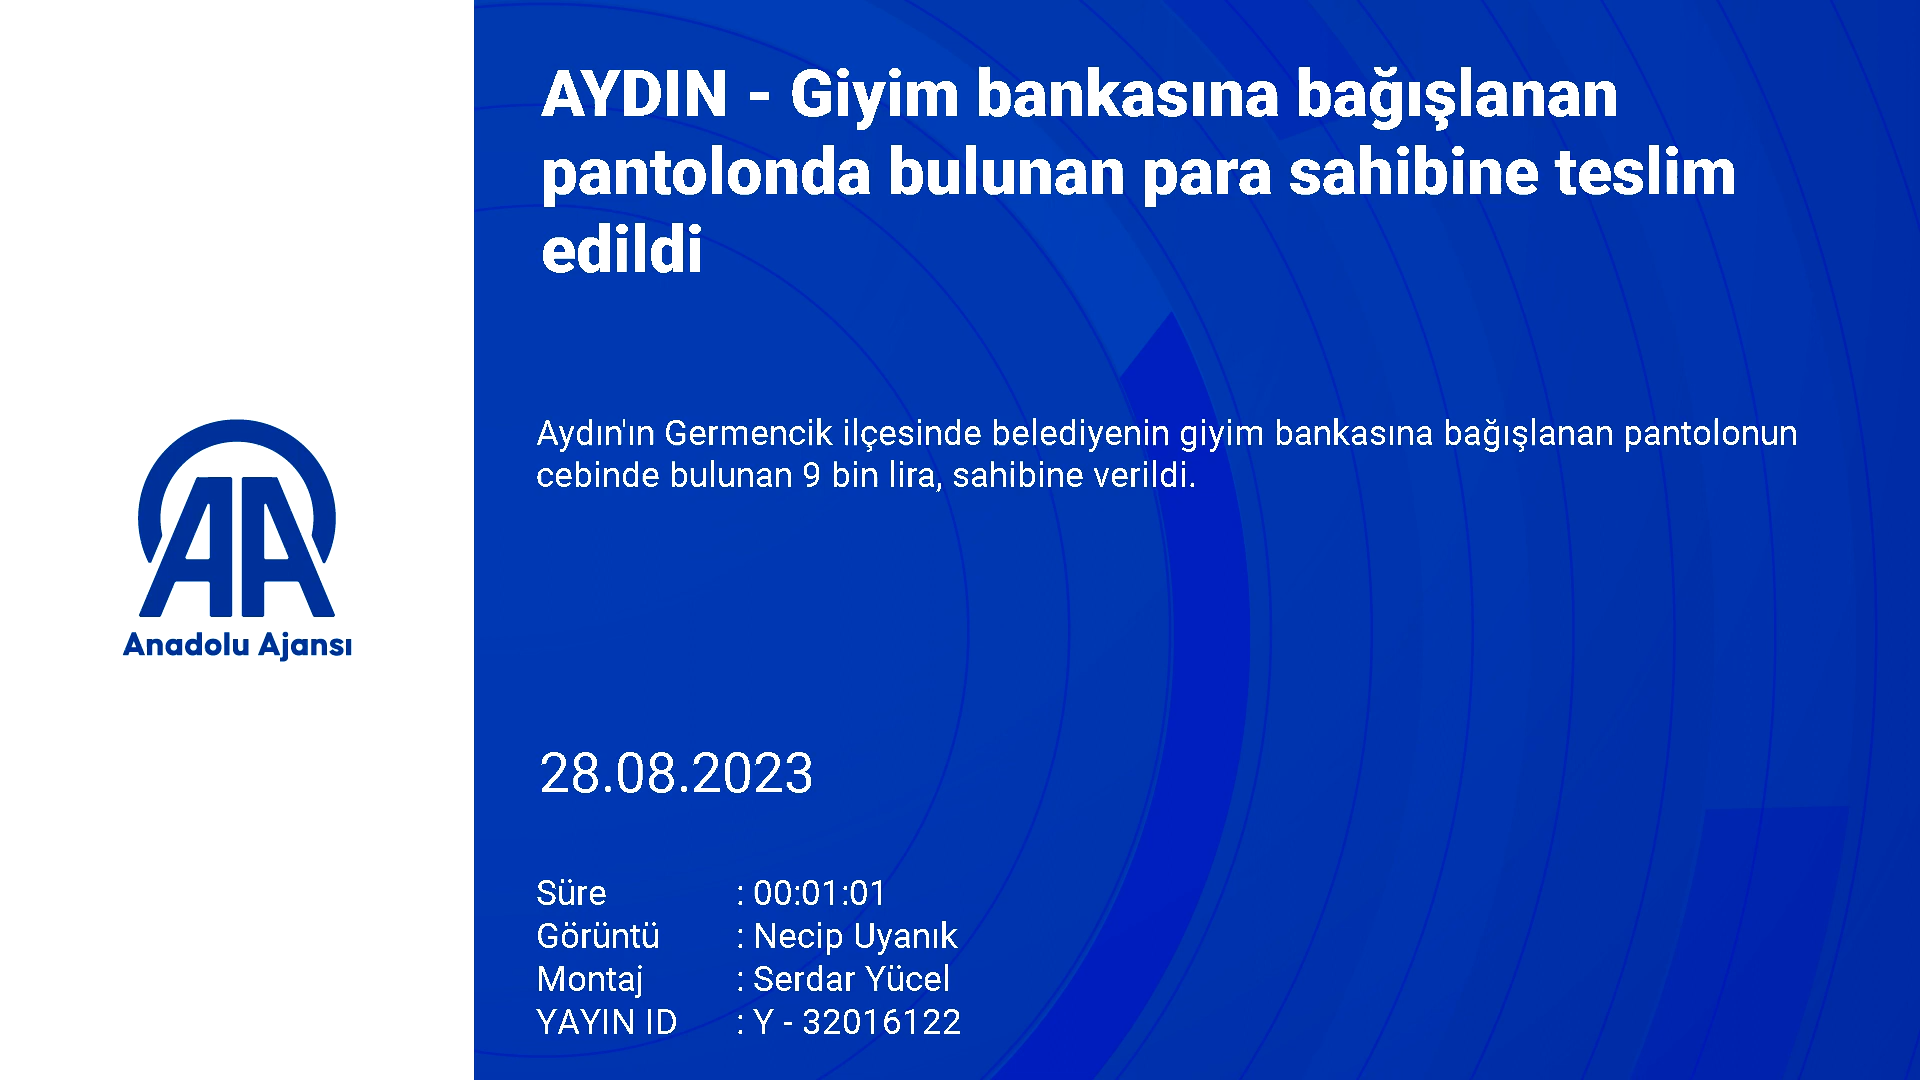 AYDIN - Giyim bankasına bağışlanan
pantolonda bulunan para sahibine teslim
edildi
Aydın'ın Germencik ilçesinde belediyenin giyim bankasına bağışlanan pantolonun
cebinde bulunan 9 bin lira, sahibine verildi.
AA
Anadolu Ajansı
28.08.2023
Süre : 00:01:01
Görüntü : Necip Uyanık
Montaj : Serdar Yücel
YAYIN ID : Y - 32016122